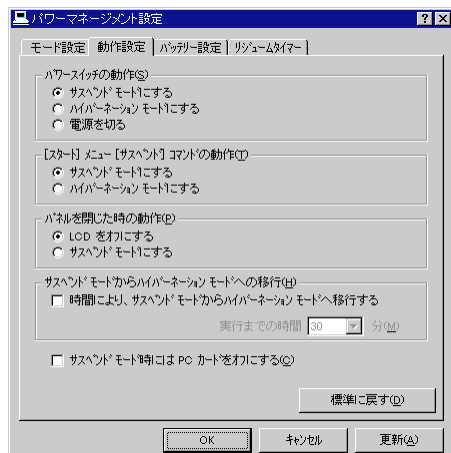 パワーマネージメント設定
モード設定 動作設定 バッテリー設定 リジュームタイマー
パワースイッチの動作(S)
サスペンド モードにする
ハイバーネーション モードにする
電源を切る
[スタート] メニュー [サスペンド] コマンドの動作(T)
サスペンド モードにする
ハイバーネーション モードにする
パネルを閉じた時の動作(P)
LCD をオフにする
サスペンド モードにする
サスペンド モードからハイバーネーション モードへの移行(H)
時間により、サスペンド モードからハイバーネーション モードへ移行する
実行までの時間 30 分(M)
サスペンド モード時には PC カードをオフにする(C)
標準に戻す(D)
OK キャンセル 更新(A)